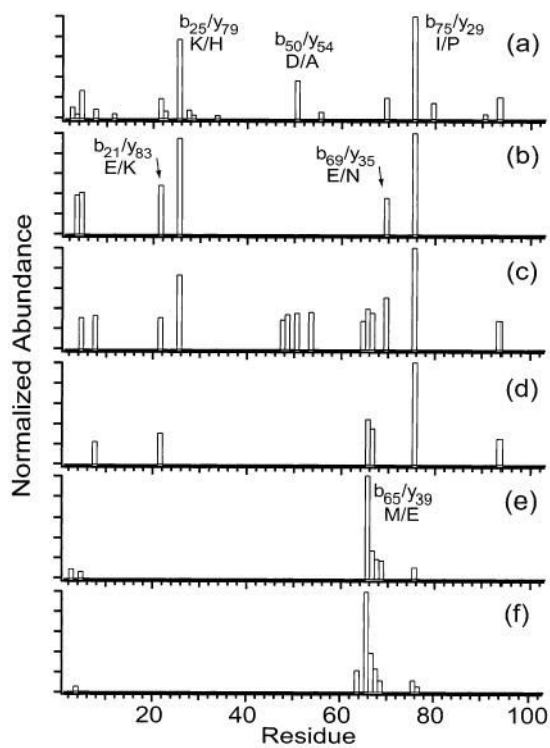 b25/y79
K/H
b50/y54
D/A
b75/y29
I/P
(a)
b21/y83
E/K
b69/y35
E/N
(b)
(c)
(d)
b65/y39
M/E
(e)
(f)
20 40 60 80 100
Residue
Normalized Abundance